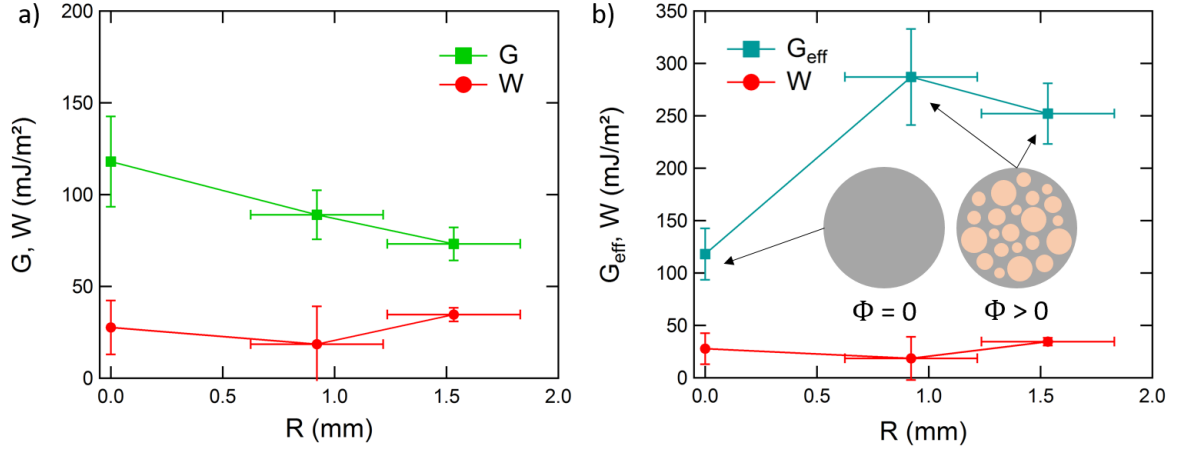 a)
200
150
100
50
0
G, W (mJ/m²)
G
W
0.0 0.5 1.0 1.5 2.0
R (mm)
b)
350
300
250
200
150
100
50
0
G_eff, W (mJ/m²)
G_eff
W
Φ = 0 Φ > 0
0.0 0.5 1.0 1.5 2.0
R (mm)